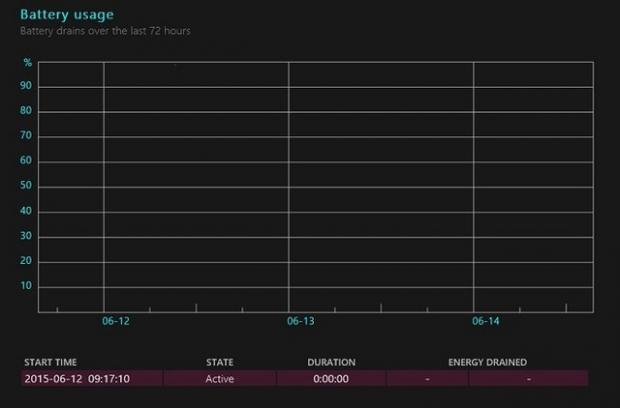 Battery usage
Battery drains over the last 72 hours
%
90
80
70
60
50
40
30
20
10
06-12 06-13 06-14
START TIME STATE DURATION ENERGY DRAINED
2015-06-12 09:17:10 Active 0:00:00 - -